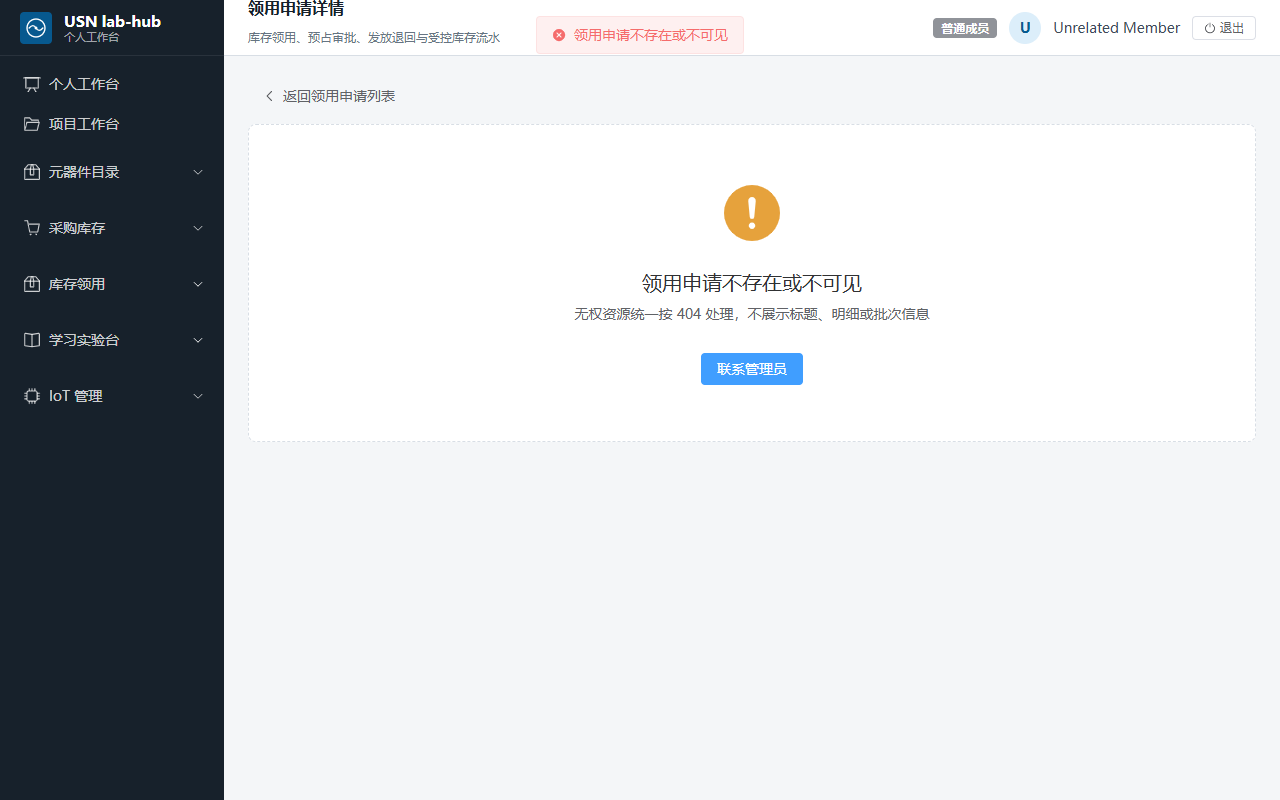 USN lab-hub
个人工作台
个人工作台
项目工作台
元器件目录
采购库存
库存领用
学习实验台
IoT 管理
领用申请详情
库存领用、预占审批、发放退回与受控库存流水
领用申请不存在或不可见
普通成员
U
Unrelated Member
退出
返回领用申请列表
领用申请不存在或不可见
无权资源统一按 404 处理，不展示标题、明细或批次信息
联系管理员